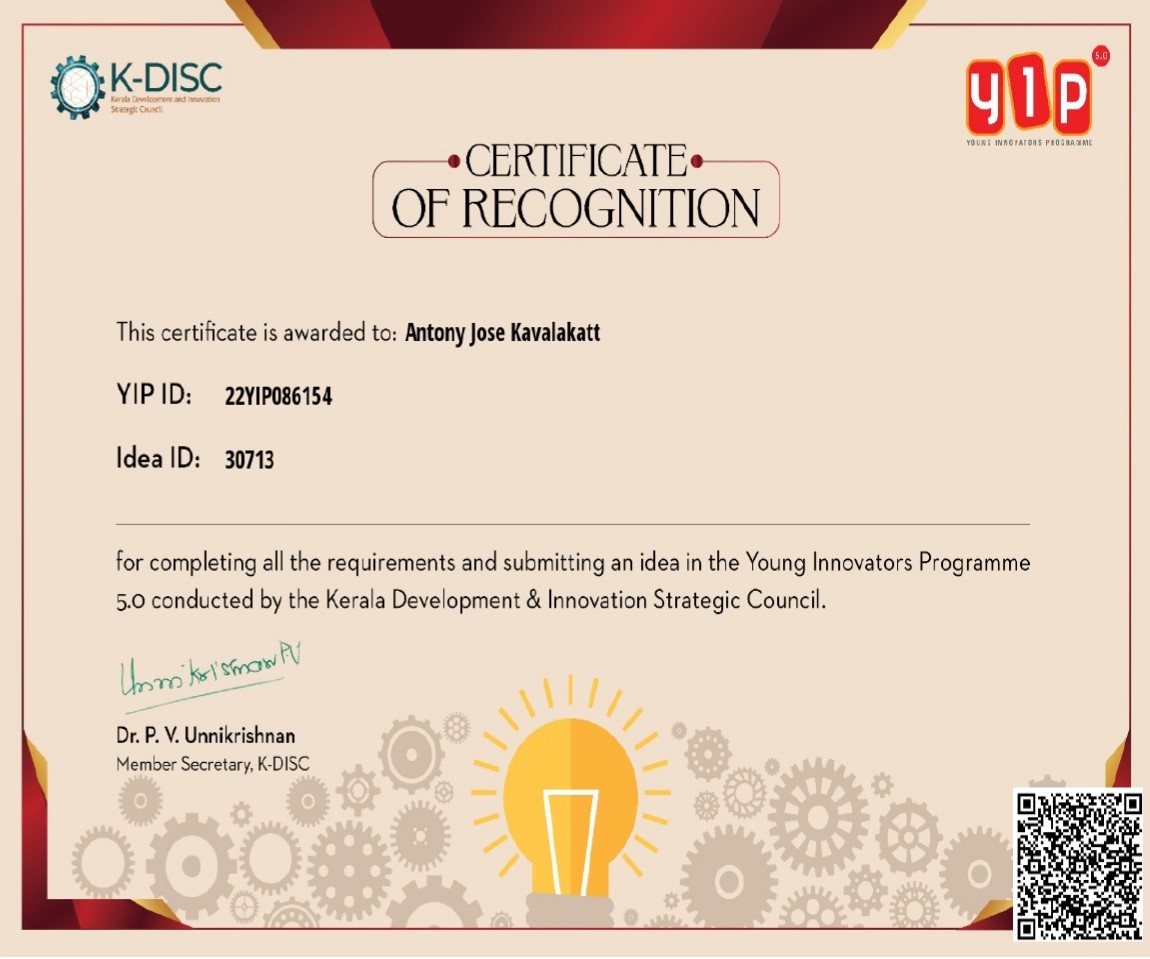 K-DISC
Kerala Development and Innovation
Strategic Council
5.0
yip
YOUNG INNOVATORS PROGRAMME
CERTIFICATE
OF RECOGNITION
This certificate is awarded to: Antony Jose Kavalakatt
YIP ID: 22YIP086154
Idea ID: 30713
for completing all the requirements and submitting an idea in the Young Innovators Programme
5.0 conducted by the Kerala Development & Innovation Strategic Council.
Unnikrishnan PV
Dr. P. V. Unnikrishnan
Member Secretary, K-DISC